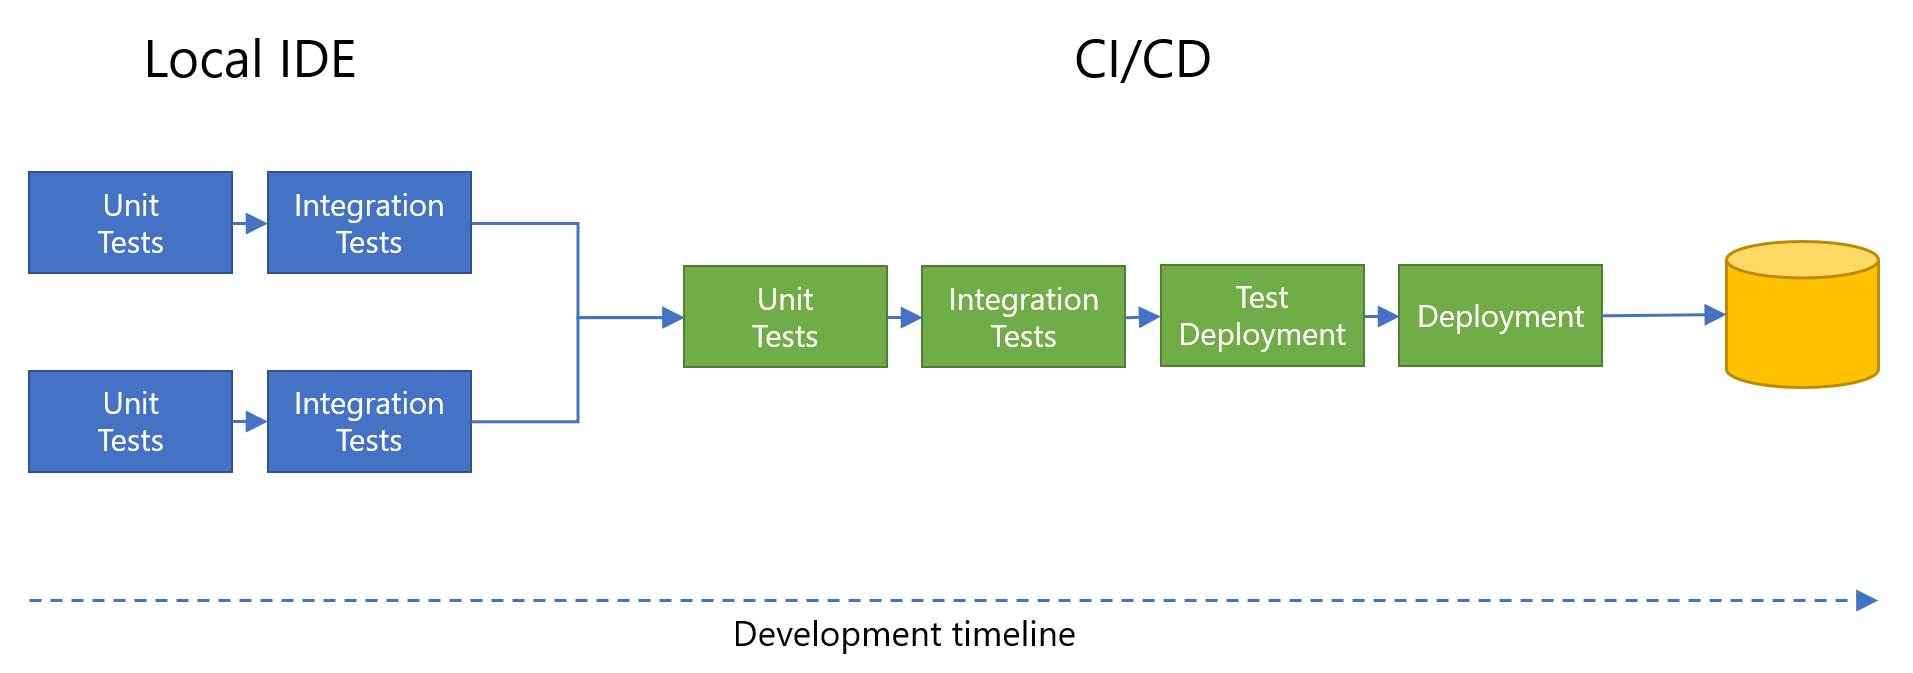 Local IDE
CI/CD
Unit
Tests
Integration
Tests
Unit
Tests
Integration
Tests
Unit
Tests
Integration
Tests
Test
Deployment
Deployment
Development timeline